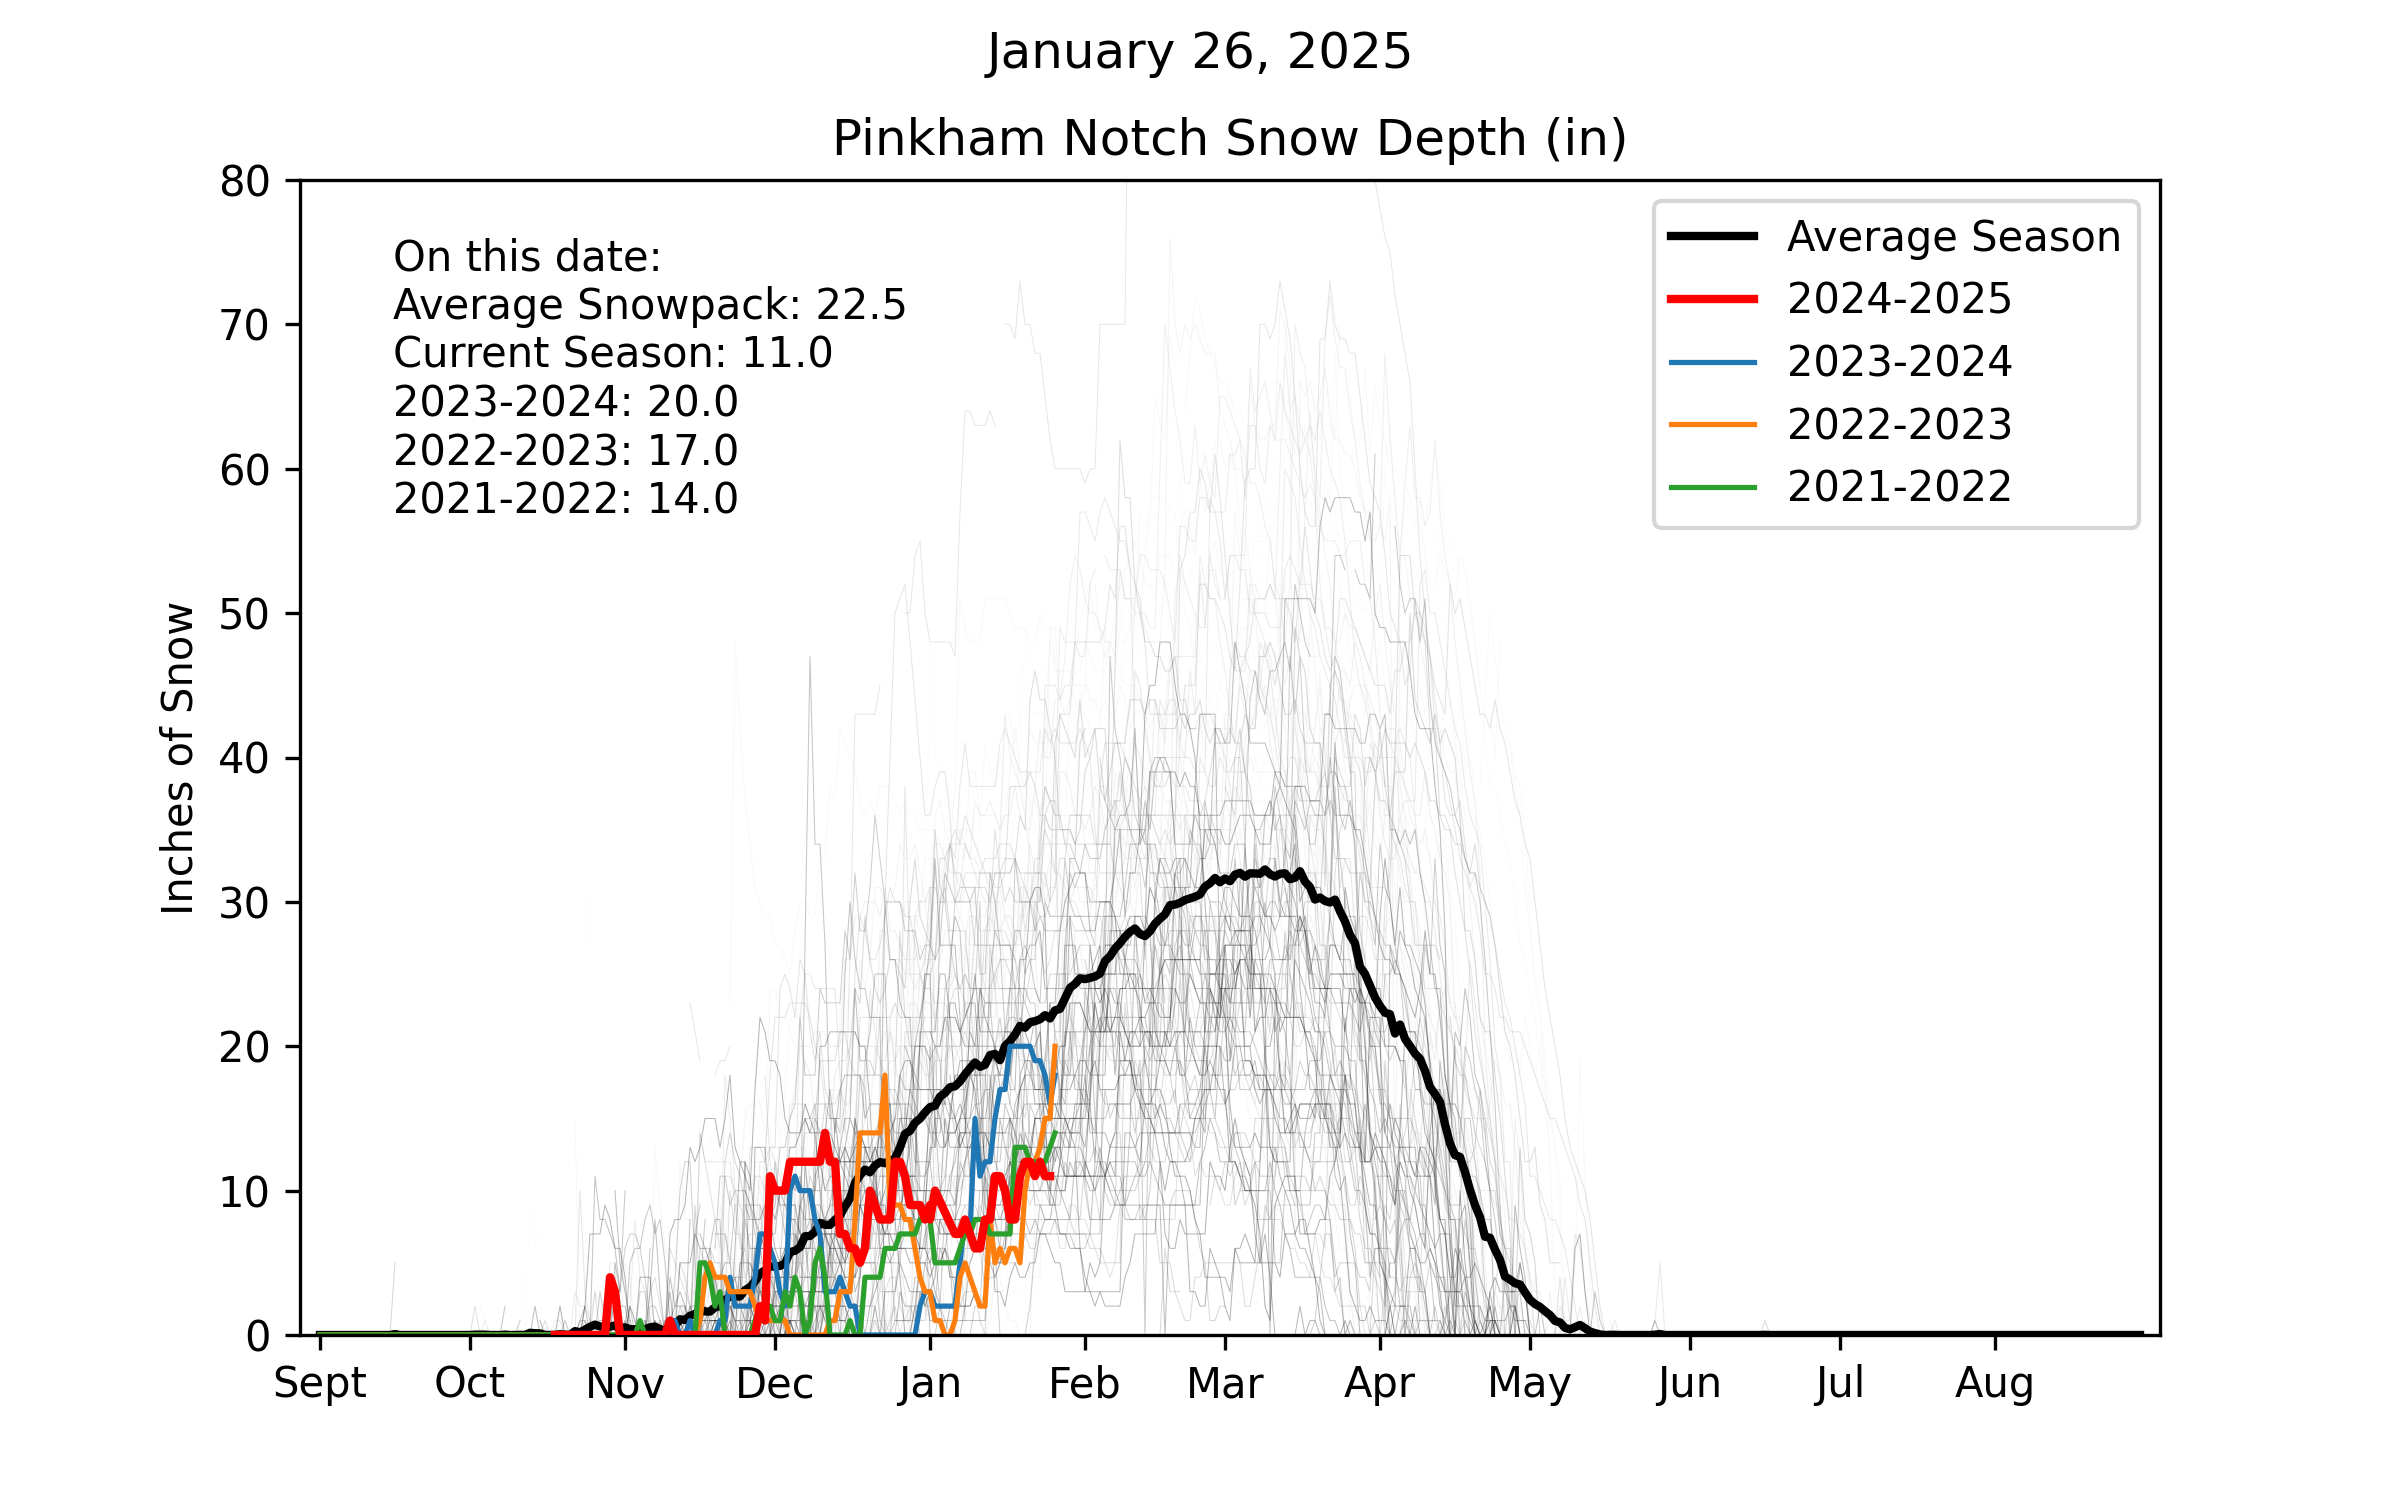 January 26, 2025
Pinkham Notch Snow Depth (in)
80
70
60
50
40
30
20
10
0
Inches of Snow
On this date:
Average Snowpack: 22.5
Current Season: 11.0
2023-2024: 20.0
2022-2023: 17.0
2021-2022: 14.0
Average Season
2024-2025
2023-2024
2022-2023
2021-2022
Sept Oct Nov Dec Jan Feb Mar Apr May Jun Jul Aug